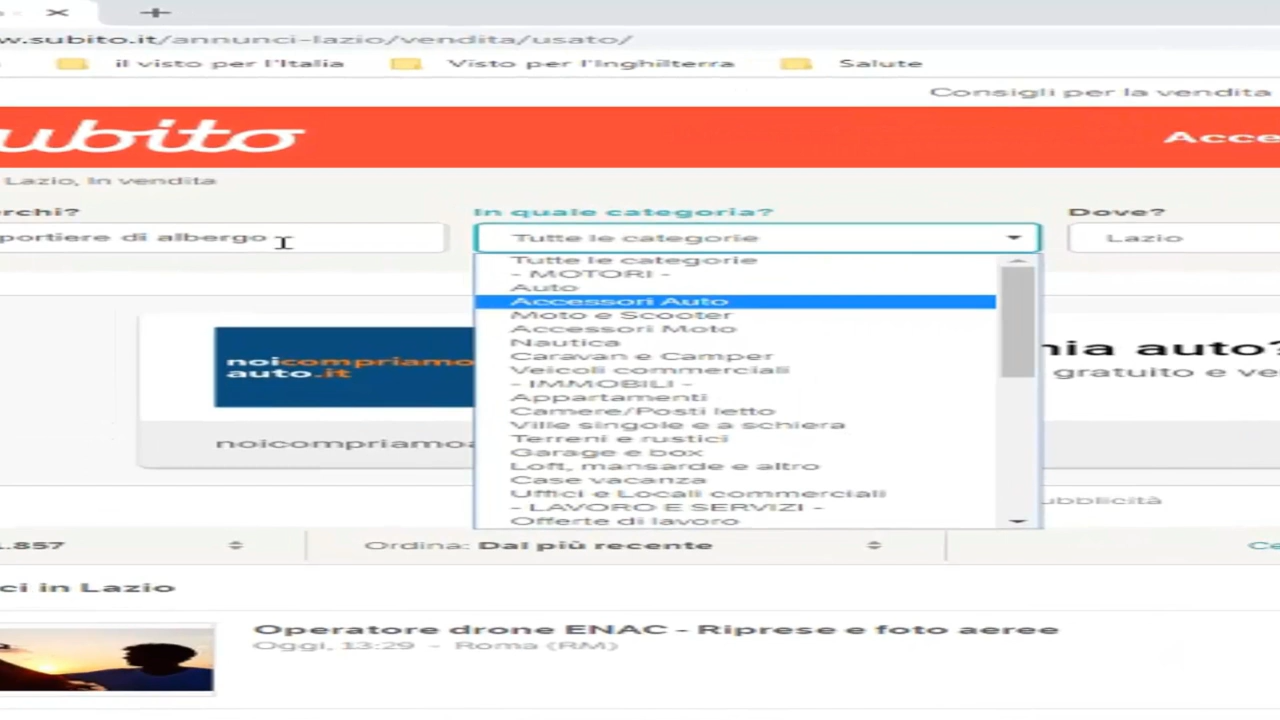 w.subito.it/annunci-lazio/vendita/usato/
il visto per l'Italia Visto per l'Inghilterra Salute
Consigli per la vendita
subito Acce
Lazio, In vendita
rchi? In quale categoria? Dove?
portiere di albergo Tutte le categorie Lazio
Tutte le categorie
- MOTORI -
Auto
Accessori Auto
Moto e Scooter
Accessori Moto
Nautica
Caravan e Camper
Veicoli commerciali
- IMMOBILI -
Appartamenti
Camere/Posti letto
Ville singole e a schiera
Terreni e rustici
Garage e box
Loft, mansarde e altro
Case vacanza
Uffici e Locali commerciali
- LAVORO E SERVIZI -
Offerte di lavoro
noicompriamo
auto.it
nia auto?
gratuito e ve
noicompriamoa
ubblicità
1.857 Ordina: Dal più recente Ce
ci in Lazio
Operatore drone ENAC - Riprese e foto aeree
Oggi, 13:29 - Roma (RM)